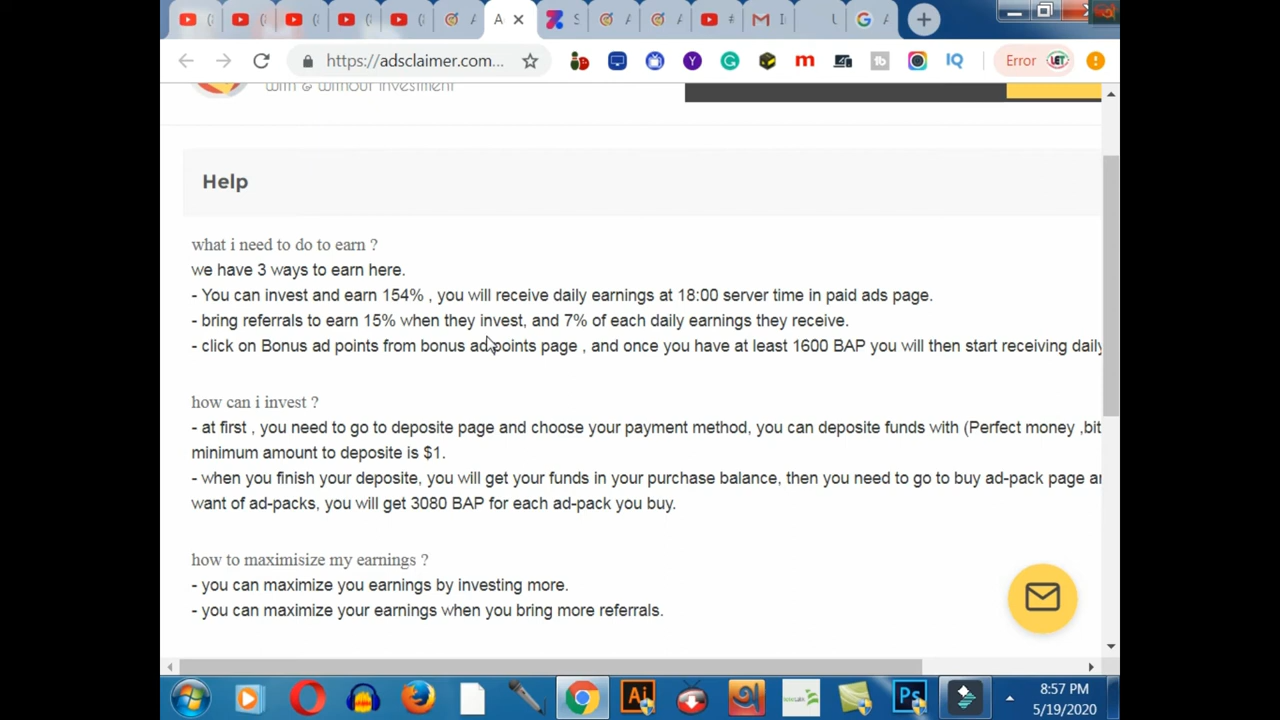 https://adsclaimer.com...
Error
with & without investment
Help
what i need to do to earn ?
we have 3 ways to earn here.
- You can invest and earn 154% , you will receive daily earnings at 18:00 server time in paid ads page.
- bring referrals to earn 15% when they invest, and 7% of each daily earnings they receive.
- click on Bonus ad points from bonus ad points page , and once you have at least 1600 BAP you will then start receiving daily
how can i invest ?
- at first , you need to go to deposite page and choose your payment method, you can deposite funds with (Perfect money ,bit
minimum amount to deposite is $1.
- when you finish your deposite, you will get your funds in your purchase balance, then you need to go to buy ad-pack page
want of ad-packs, you will get 3080 BAP for each ad-pack you buy.
how to maximisize my earnings ?
- you can maximize you earnings by investing more.
- you can maximize your earnings when you bring more referrals.
8:57 PM
5/19/2020